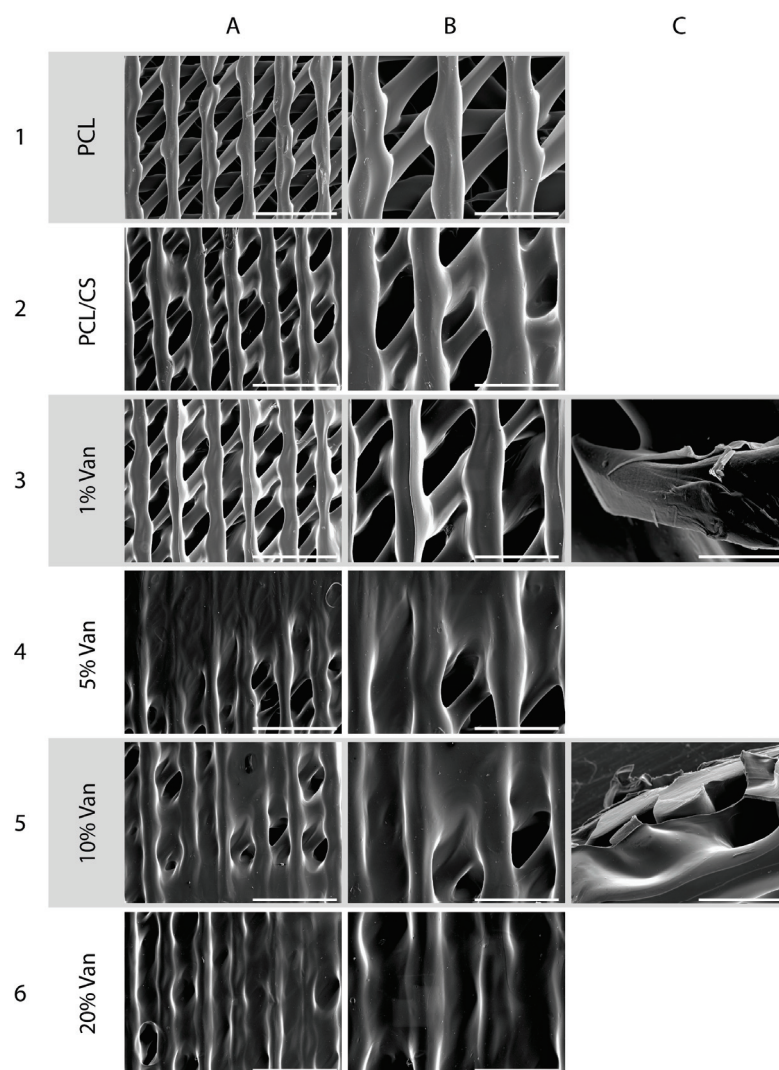 A B C
1 PCL
2 PCL/CS
3 1% Van
4 5% Van
5 10% Van
6 20% Van